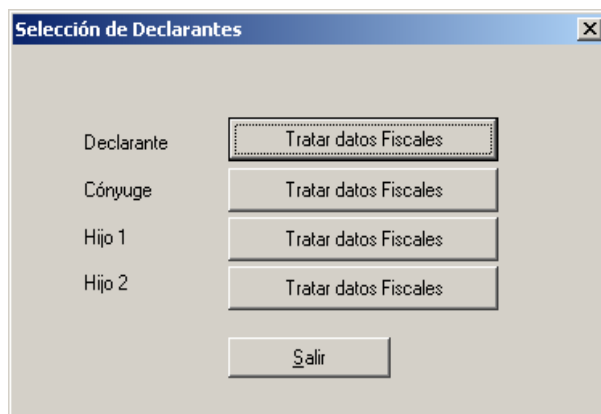 Selección de Declarantes
Declarante Tratar datos Fiscales
Cónyuge Tratar datos Fiscales
Hijo 1 Tratar datos Fiscales
Hijo 2 Tratar datos Fiscales
Salir